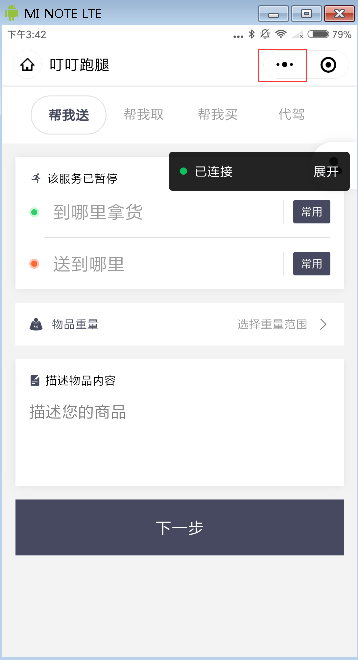 MI NOTE LTE
下午3:42 79%
叮叮跑腿
帮我送 帮我取 帮我买 代驾
该服务已暂停
已连接 展开
到哪里拿货 常用
送到哪里 常用
物品重量 选择重量范围
描述物品内容
描述您的商品
下一步